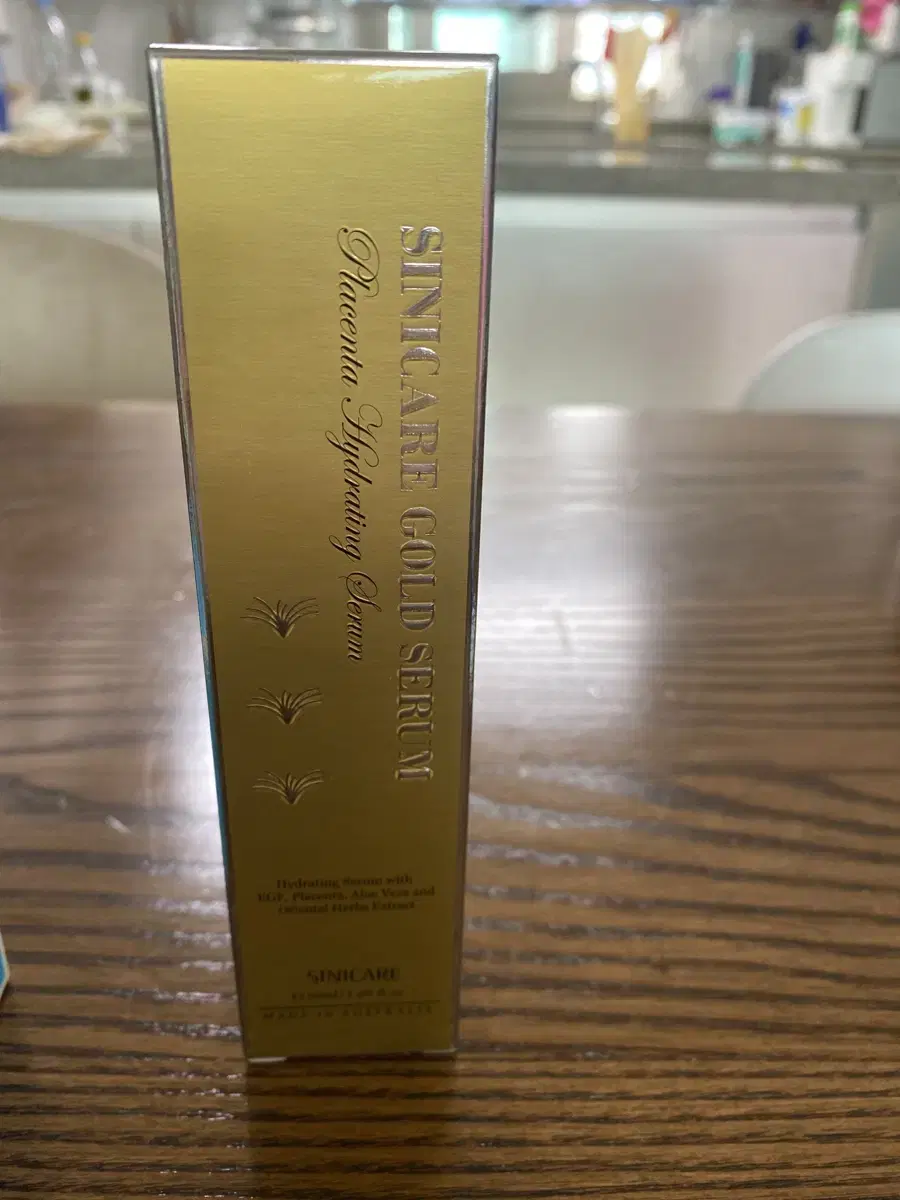 SINICARE GOLD SERUM
Placenta Hydrating Serum
Hydrating Serum with
EGF, Placenta, Aloe Vera and
Oriental Herbs Extract
SINICARE
MADE IN AUSTRALIA